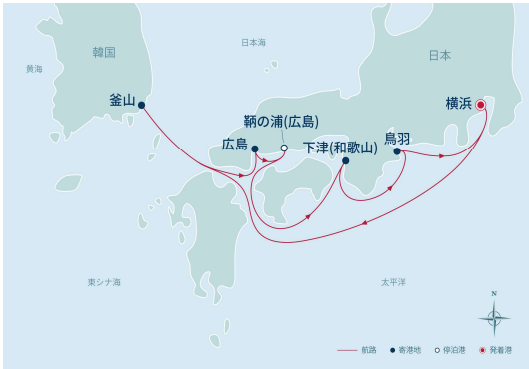 日本海
韓国
日本
黄海
釜山
横浜
鞆の浦(広島)
広島
下津(和歌山)
鳥羽
東シナ海
太平洋
N
航路
寄港地
停泊港
発着港